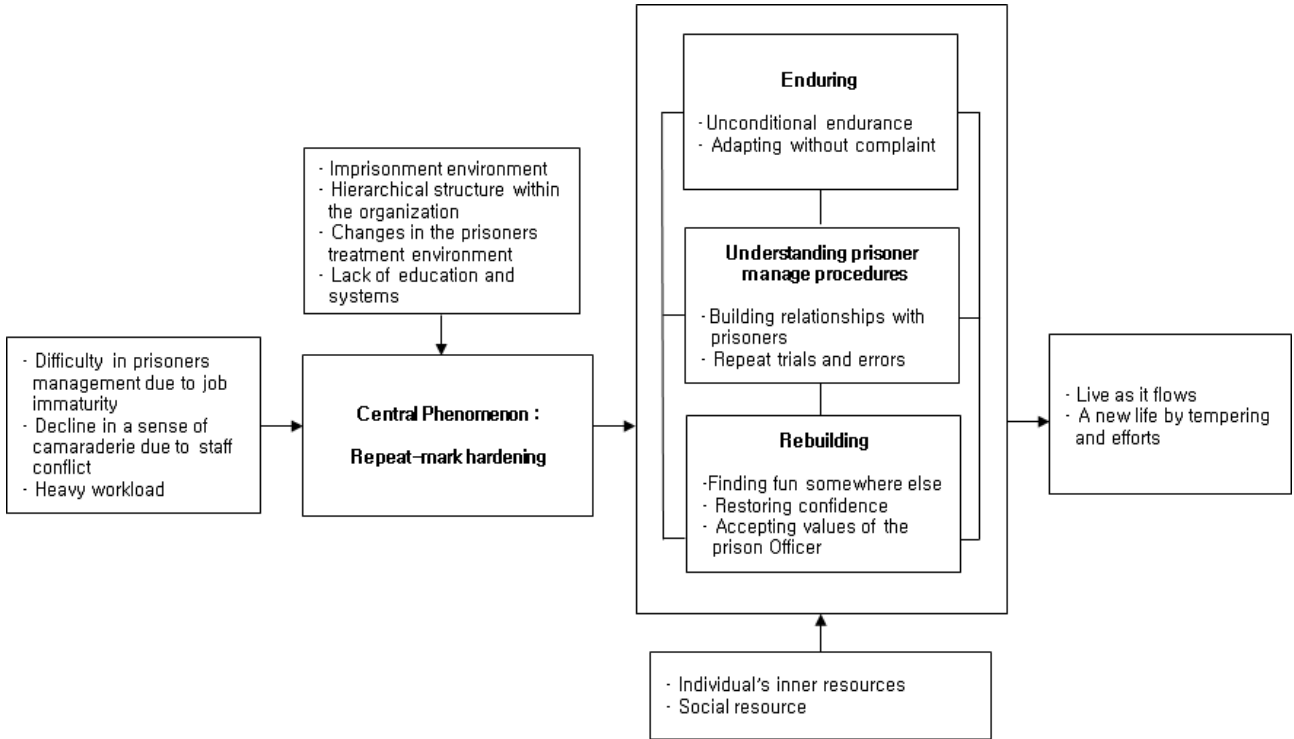 - Difficulty in prisoners
management due to job
immaturity
- Decline in a sense of
camaraderie due to staff
conflict
- Heavy workload
- Imprisonment environment
- Hierarchical structure within
the organization
- Changes in the prisoners
treatment environment
- Lack of education and
systems
Central Phenomenon :
Repeat-mark hardening
Enduring
- Unconditional endurance
- Adapting without complaint
Understanding prisoner
manage procedures
- Building relationships with
prisoners
- Repeat trials and errors
Rebuilding
-Finding fun somewhere else
- Restoring confidence
- Accepting values of the
prison Officer
- Individual's inner resources
- Social resource
- Live as it flows
- A new life by tempering
and efforts